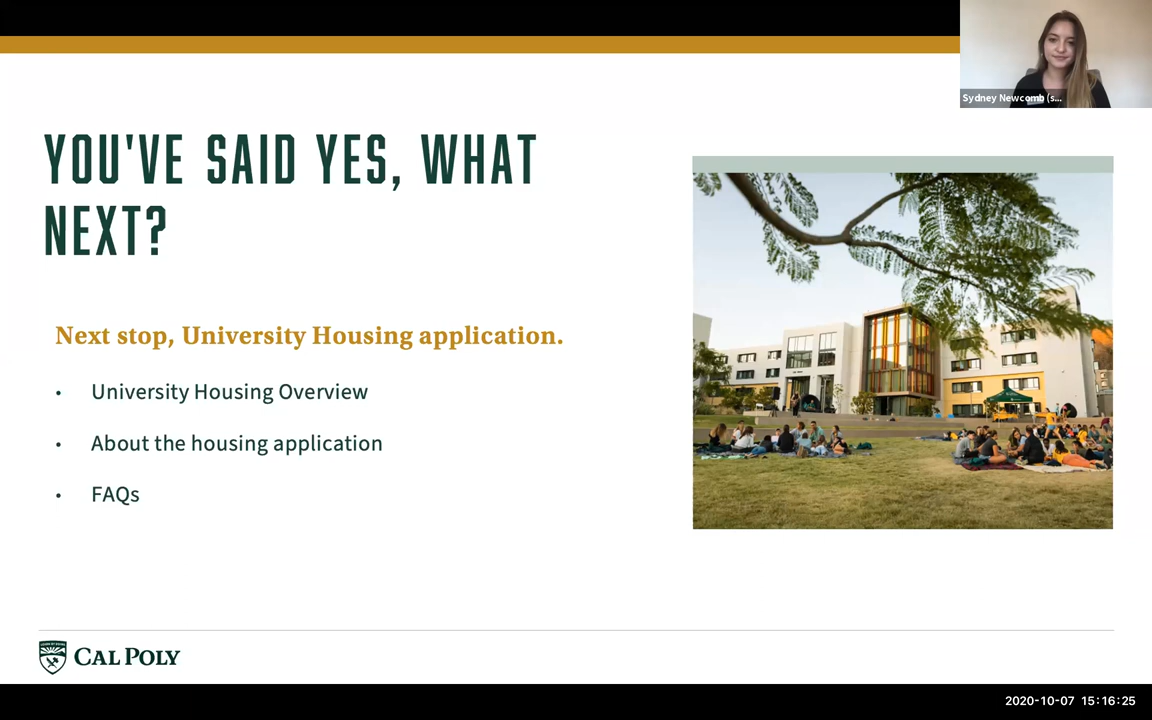 Sydney Newcomb (s...
YOU'VE SAID YES, WHAT
NEXT?
Next stop, University Housing application.
• University Housing Overview
• About the housing application
• FAQs
CAL POLY
2020-10-07 15:16:25